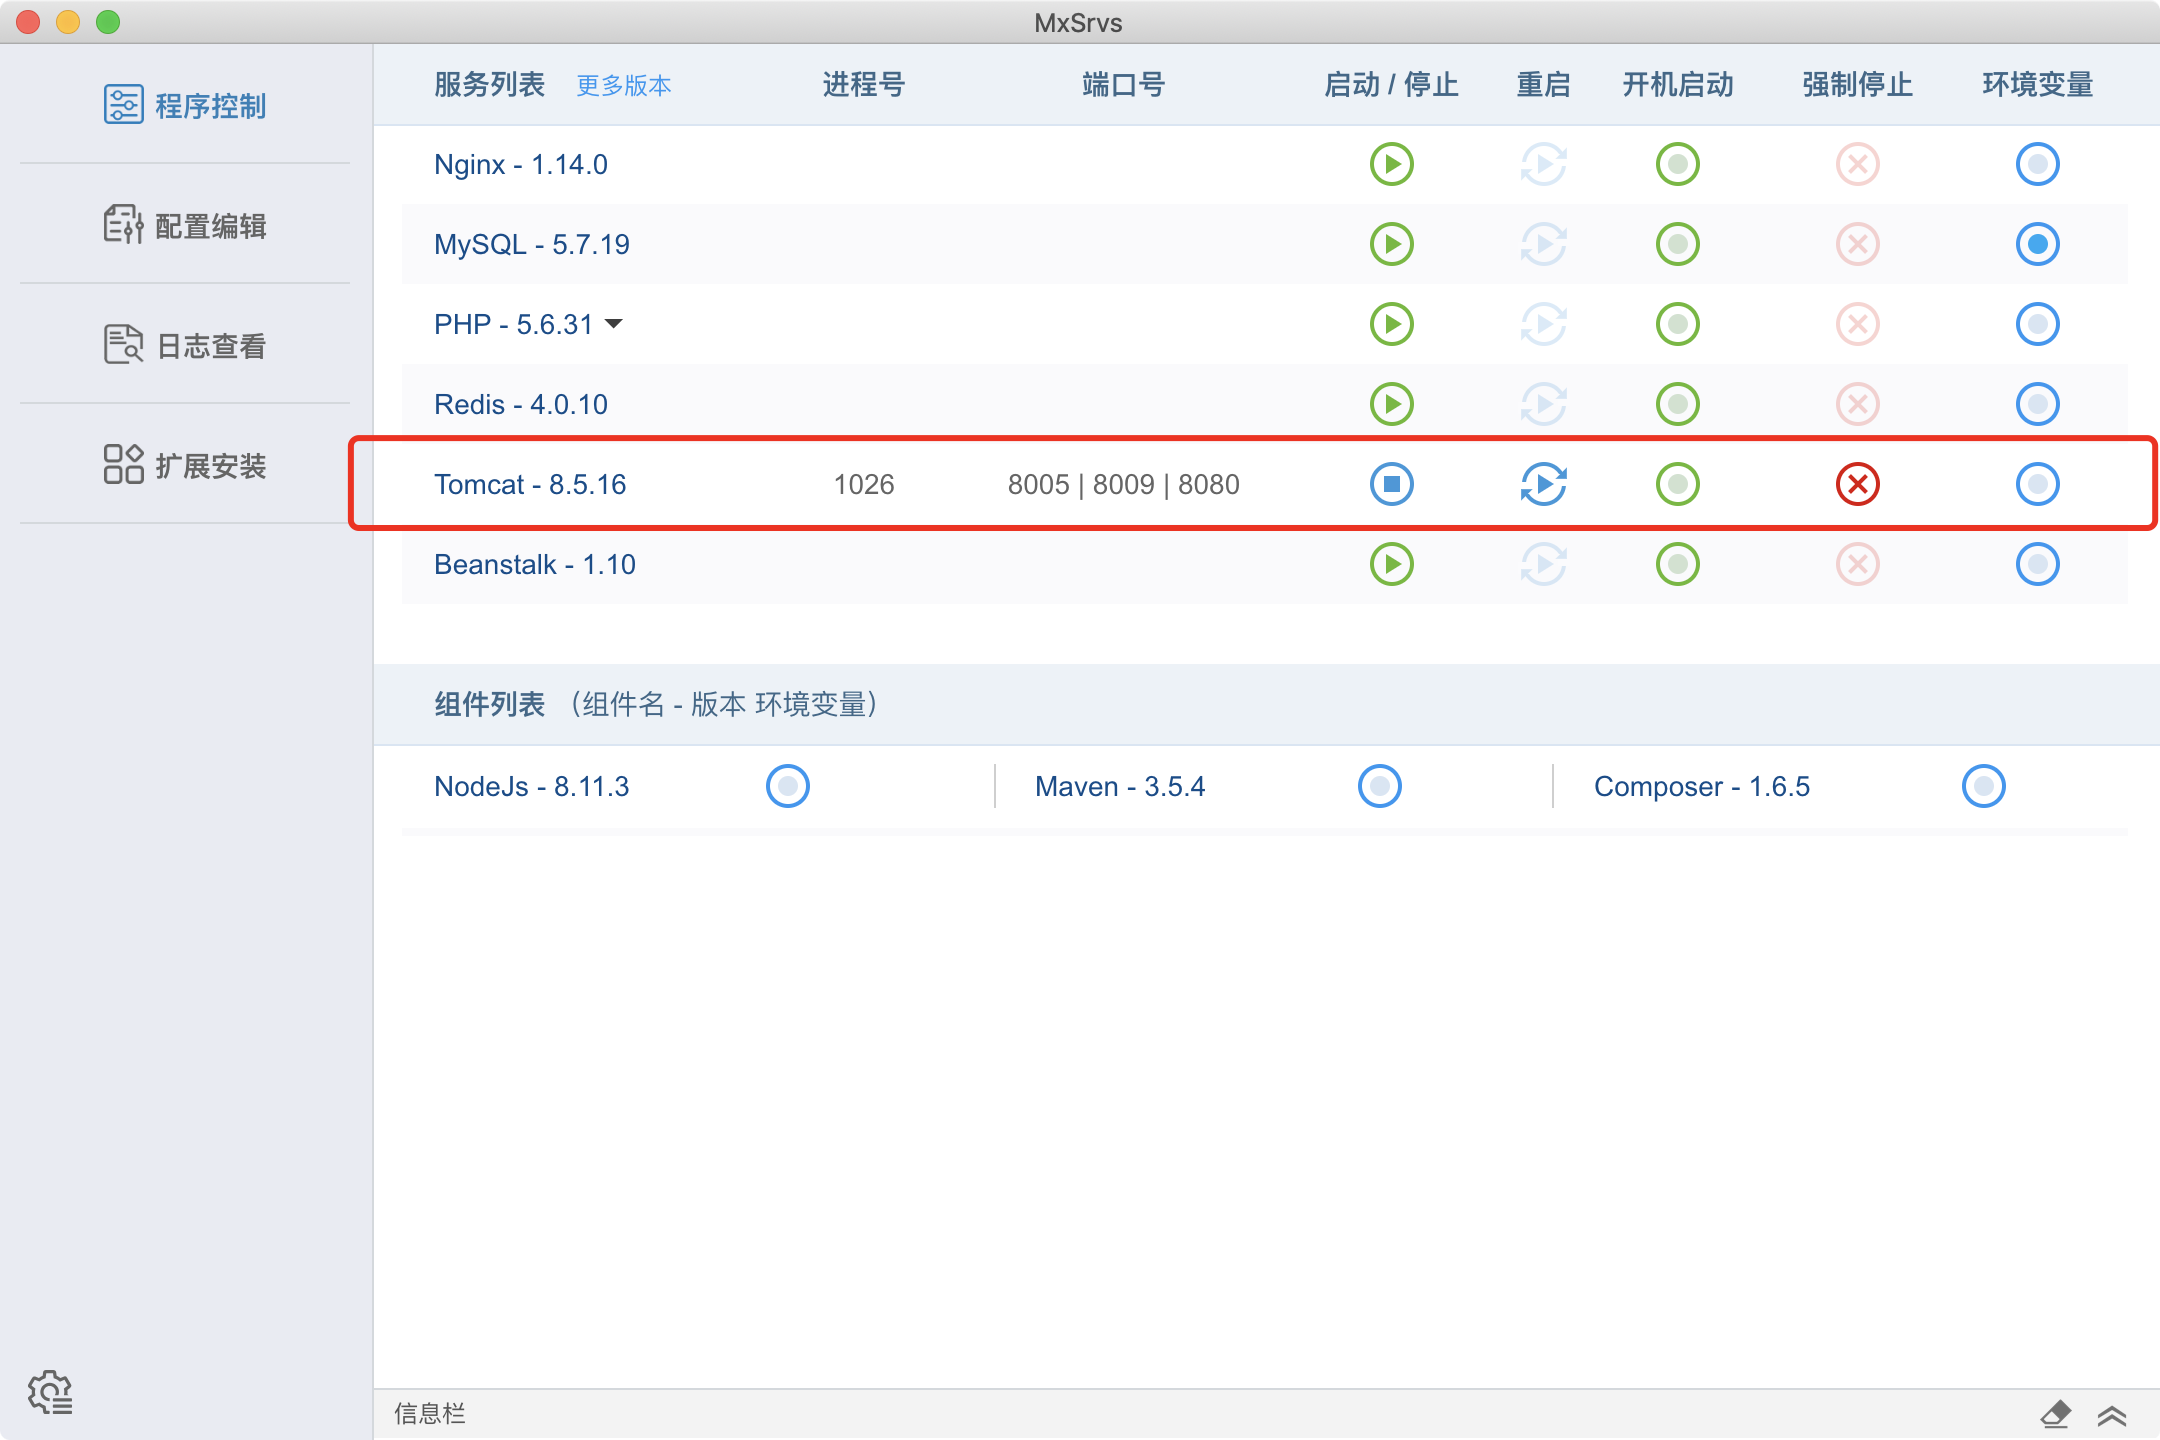 MxSrvs
程序控制
配置编辑
日志查看
扩展安装
服务列表 更多版本 进程号 端口号 启动 / 停止 重启 开机启动 强制停止 环境变量
Nginx - 1.14.0
MySQL - 5.7.19
PHP - 5.6.31
Redis - 4.0.10
Tomcat - 8.5.16 1026 8005 | 8009 | 8080
Beanstalk - 1.10
组件列表 （组件名 - 版本 环境变量）
NodeJs - 8.11.3 Maven - 3.5.4 Composer - 1.6.5
信息栏